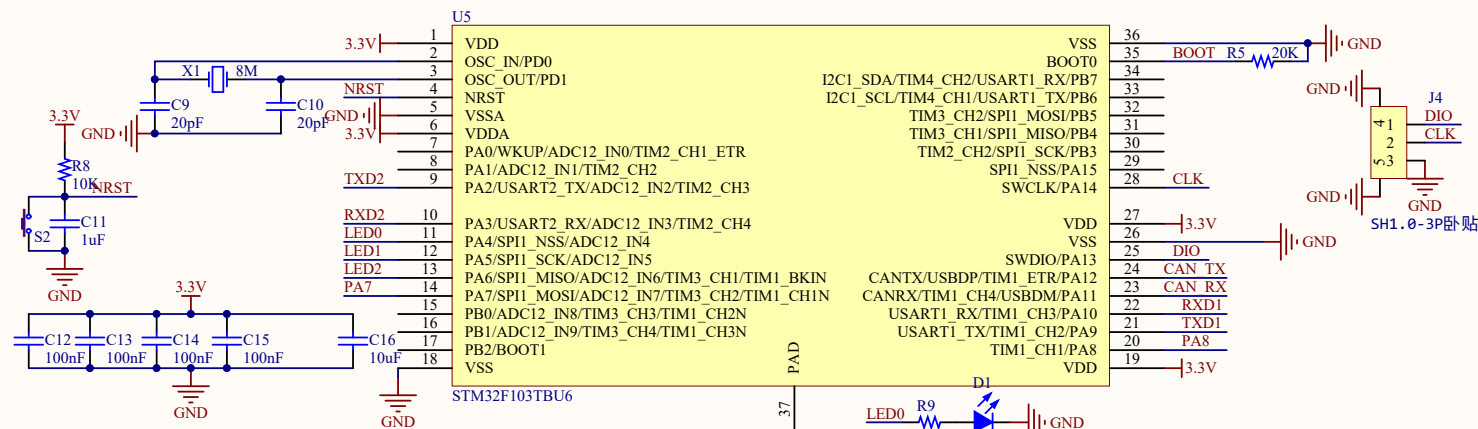 U5
1 VDD
2 OSC_IN/PD0
3 OSC_OUT/PD1
4 NRST
5 VSSA
6 VDDA
7 PA0/WKUP/ADC12_IN0/TIM2_CH1_ETR
8 PA1/ADC12_IN1/TIM2_CH2
9 PA2/USART2_TX/ADC12_IN2/TIM2_CH3
10 PA3/USART2_RX/ADC12_IN3/TIM2_CH4
11 PA4/SPI1_NSS/ADC12_IN4
12 PA5/SPI1_SCK/ADC12_IN5
13 PA6/SPI1_MISO/ADC12_IN6/TIM3_CH1/TIM1_BKIN
14 PA7/SPI1_MOSI/ADC12_IN7/TIM3_CH2/TIM1_CH1N
15 PB0/ADC12_IN8/TIM3_CH3/TIM1_CH2N
16 PB1/ADC12_IN9/TIM3_CH4/TIM1_CH3N
17 PB2/BOOT1
18 VSS
STM32F103TBU6
VSS 36
BOOT0 35
I2C1_SDA/TIM4_CH2/USART1_RX/PB7 34
I2C1_SCL/TIM4_CH1/USART1_TX/PB6 33
TIM3_CH2/SPI1_MOSI/PB5 32
TIM3_CH1/SPI1_MISO/PB4 31
TIM2_CH2/SPI1_SCK/PB3 30
SPI1_NSS/PA15 29
SWCLK/PA14 28
VDD 27
VSS 26
SWDIO/PA13 25
CANTX/USBDP/TIM1_ETR/PA12 24
CANRX/TIM1_CH4/USBDM/PA11 23
USART1_RX/TIM1_CH3/PA10 22
USART1_TX/TIM1_CH2/PA9 21
TIM1_CH1/PA8 20
VDD 19
PAD
37
3.3V
X1 8M
NRST
C9
20pF
C10
20pF
GND
GND
3.3V
TXD2
RXD2
LED0
LED1
LED2
PA7
GND
3.3V
R8
10K
NRST
S2
C11
1uF
GND
3.3V
C12
100nF
C13
100nF
C14
100nF
C15
100nF
C16
10uF
GND
BOOT R5 20K GND
CLK
3.3V
GND
DIO
CAN_TX
CAN_RX
RXD1
TXD1
PA8
3.3V
J4
GND
4
1 DIO
2 CLK
5
3
GND
GND
SH1.0-3P卧贴
D1
LED0 R9 GND